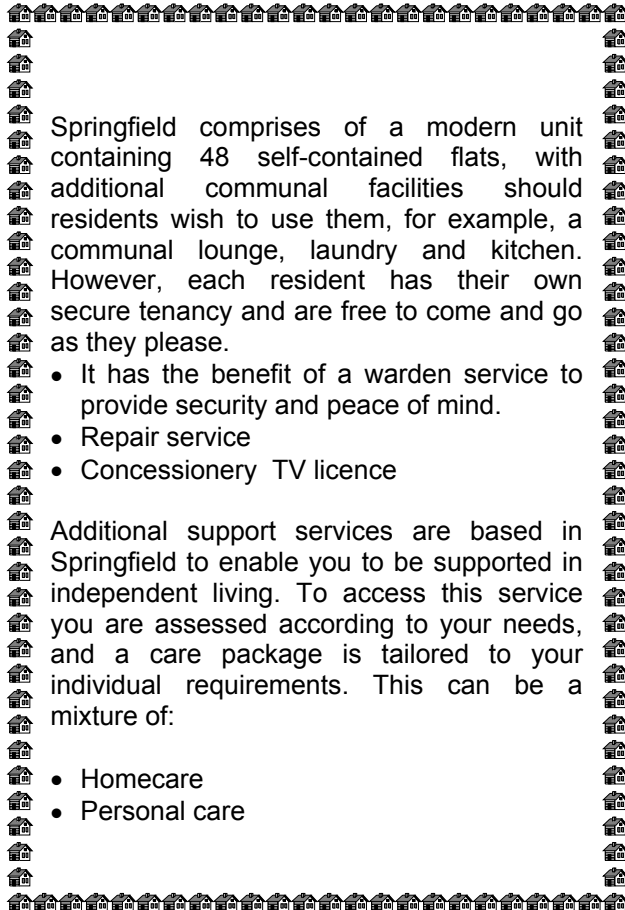 Springfield comprises of a modern unit
containing 48 self-contained flats, with
additional communal facilities should
residents wish to use them, for example, a
communal lounge, laundry and kitchen.
However, each resident has their own
secure tenancy and are free to come and go
as they please.
• It has the benefit of a warden service to
provide security and peace of mind.
• Repair service
• Concessionery TV licence
Additional support services are based in
Springfield to enable you to be supported in
independent living. To access this service
you are assessed according to your needs,
and a care package is tailored to your
individual requirements. This can be a
mixture of:
• Homecare
• Personal care